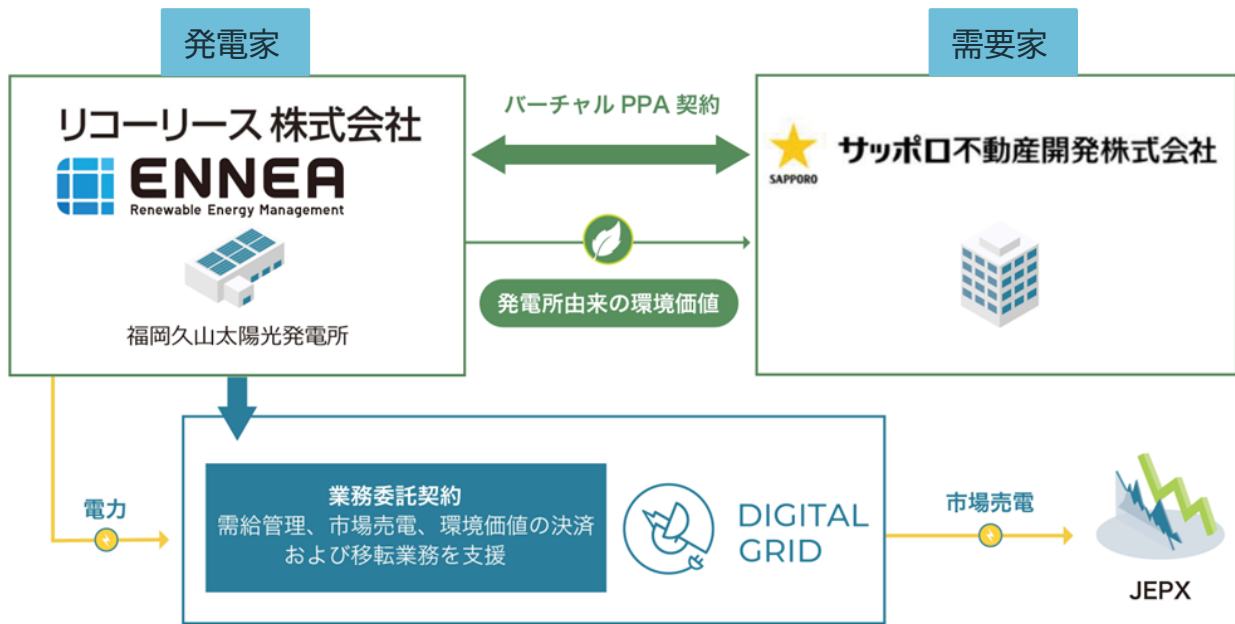 発電家
需要家
リコーリース 株式会社
ENNEA
Renewable Energy Management
福岡久山太陽光発電所
バーチャル PPA 契約
発電所由来の環境価値
SAPPORO
サッポロ不動産開発株式会社
電力
業務委託契約
需給管理、市場売電、環境価値の決済
および移転業務を支援
DIGITAL
GRID
市場売電
JEPX